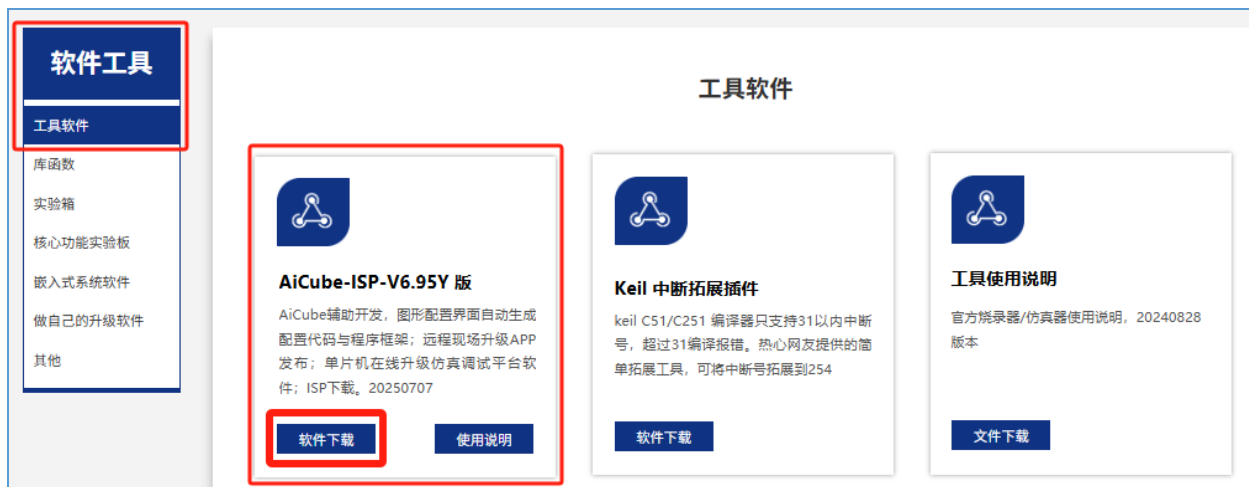 软件工具
工具软件
库函数
实验箱
核心功能实验板
嵌入式系统软件
做自己的升级软件
其他
工具软件
AiCube-ISP-V6.95Y 版
AiCube辅助开发，图形配置界面自动生成
配置代码与程序框架；远程现场升级APP
发布；单片机在线升级仿真调试平台软
件；ISP下载。20250707
软件下载
使用说明
Keil 中断拓展插件
keil C51/C251 编译器只支持31以内中断
号，超过31编译报错。热心网友提供的简
单拓展工具，可将中断号拓展到254
软件下载
工具使用说明
官方烧录器/仿真器使用说明，20240828
版本
文件下载